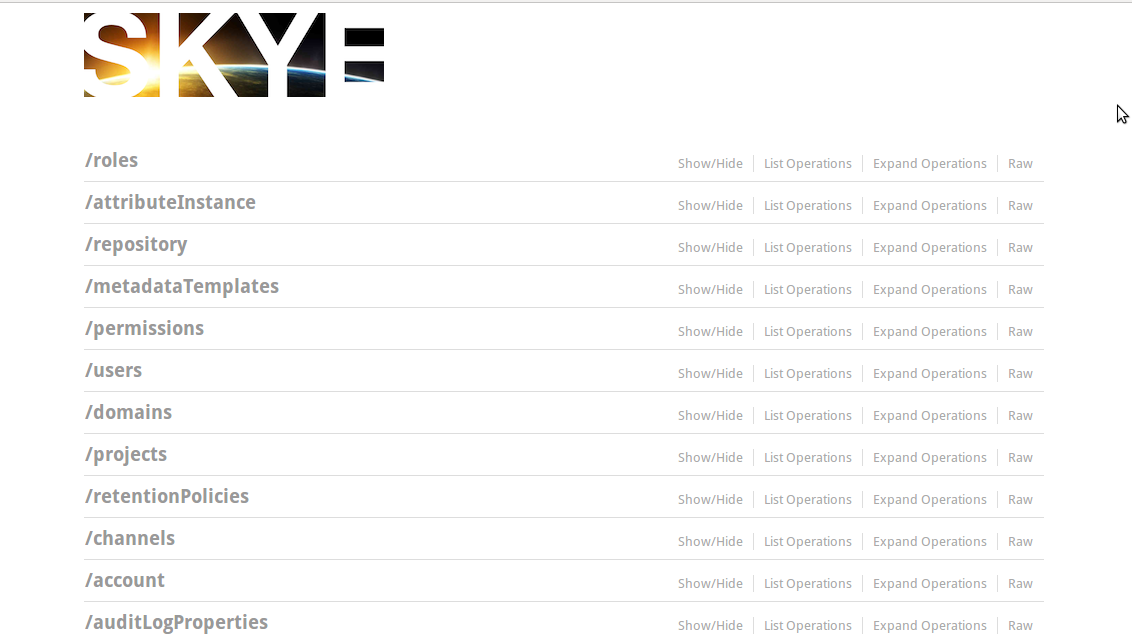 SKYE
/roles Show/Hide List Operations Expand Operations Raw
/attributeInstance Show/Hide List Operations Expand Operations Raw
/repository Show/Hide List Operations Expand Operations Raw
/metadataTemplates Show/Hide List Operations Expand Operations Raw
/permissions Show/Hide List Operations Expand Operations Raw
/users Show/Hide List Operations Expand Operations Raw
/domains Show/Hide List Operations Expand Operations Raw
/projects Show/Hide List Operations Expand Operations Raw
/retentionPolicies Show/Hide List Operations Expand Operations Raw
/channels Show/Hide List Operations Expand Operations Raw
/account Show/Hide List Operations Expand Operations Raw
/auditLogProperties Show/Hide List Operations Expand Operations Raw